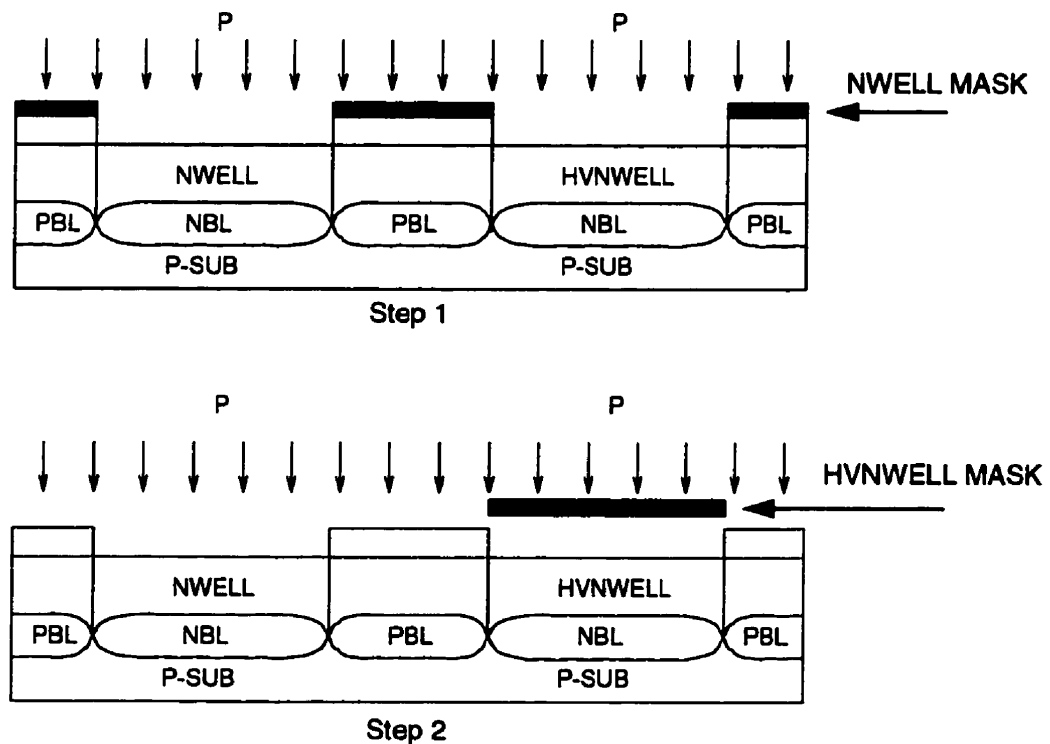 P P
NWELL MASK
NWELL HVNWELL
PBL NBL PBL NBL PBL
P-SUB P-SUB
Step 1
P P
HVNWELL MASK
NWELL HVNWELL
PBL NBL PBL NBL PBL
P-SUB P-SUB
Step 2